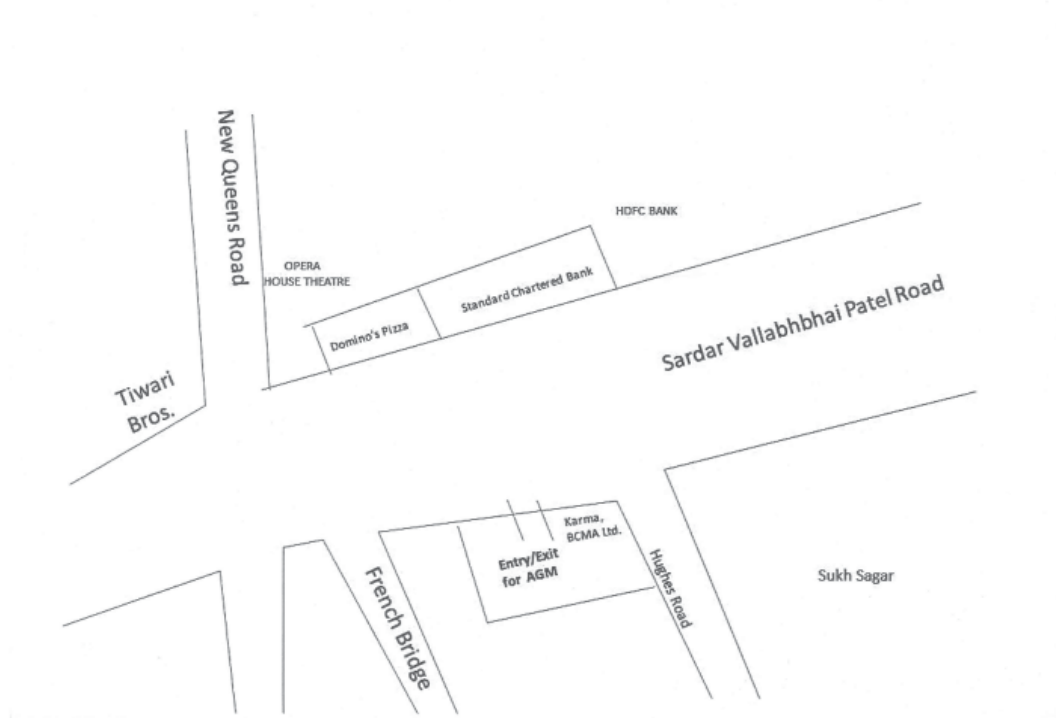 New Queens Road
HDFC BANK
OPERA
HOUSE THEATRE
Standard Chartered Bank
Domino's Pizza
Sardar Vallabhbhai Patel Road
Tiwari
Bros.
Karma,
BCMA Ltd.
Entry/Exit
for AGM
French Bridge
Hughes Road
Sukh Sagar